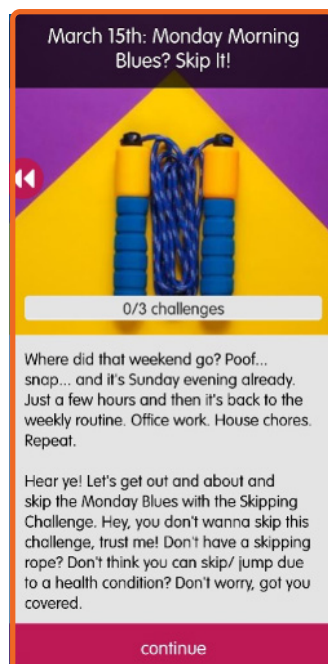 March 15th: Monday Morning
Blues? Skip It!
0/3 challenges
Where did that weekend go? Poof...
snap... and it's Sunday evening already.
Just a few hours and then it's back to the
weekly routine. Office work. House chores.
Repeat.
Hear ye! Let's get out and about and
skip the Monday Blues with the Skipping
Challenge. Hey, you don't wanna skip this
challenge, trust me! Don't have a skipping
rope? Don't think you can skip/ jump due
to a health condition? Don't worry, got you
covered.
continue